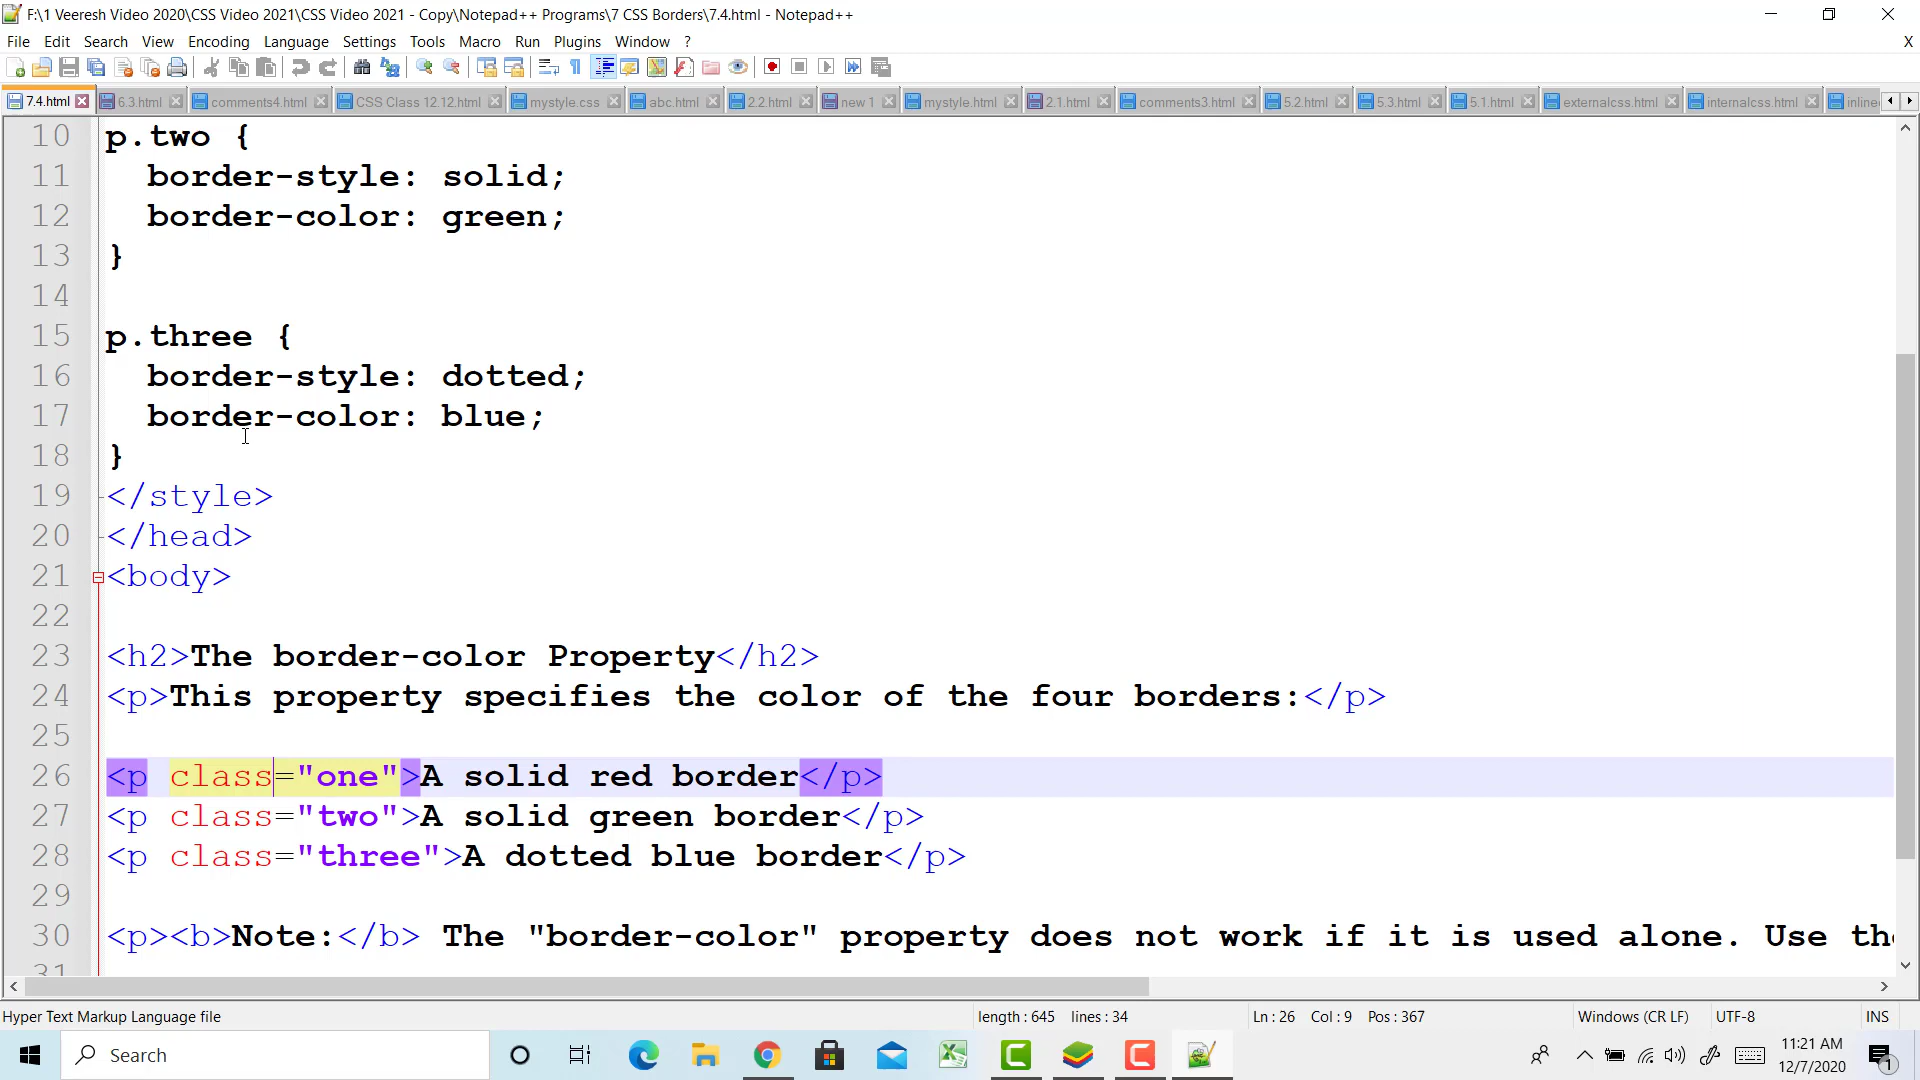 F:\1 Veeresh Video 2020\CSS Video 2021\CSS Video 2021 - Copy\Notepad++ Programs\7 CSS Borders\7.4.html - Notepad++
File Edit Search View Encoding Language Settings Tools Macro Run Plugins Window ? X
7.4.html 6.3.html comments4.html CSS Class 12.12.html mystyle.css abc.html 2.2.html new 1 mystyle.html 2.1.html comments3.html 5.2.html 5.3.html 5.1.html externalcss.html internalcss.html inline
10 p.two {
11 border-style: solid;
12 border-color: green;
13 }
14
15 p.three {
16 border-style: dotted;
17 border-color: blue;
18 }
19 </style>
20 </head>
21 <body>
22
23 <h2>The border-color Property</h2>
24 <p>This property specifies the color of the four borders:</p>
25
26 <p class="one">A solid red border</p>
27 <p class="two">A solid green border</p>
28 <p class="three">A dotted blue border</p>
29
30 <p><b>Note:</b> The "border-color" property does not work if it is used alone. Use the
31
Hyper Text Markup Language file length : 645 lines : 34 Ln : 26 Col : 9 Pos : 367 Windows (CR LF) UTF-8 INS
Search
11:21 AM
12/7/2020
1